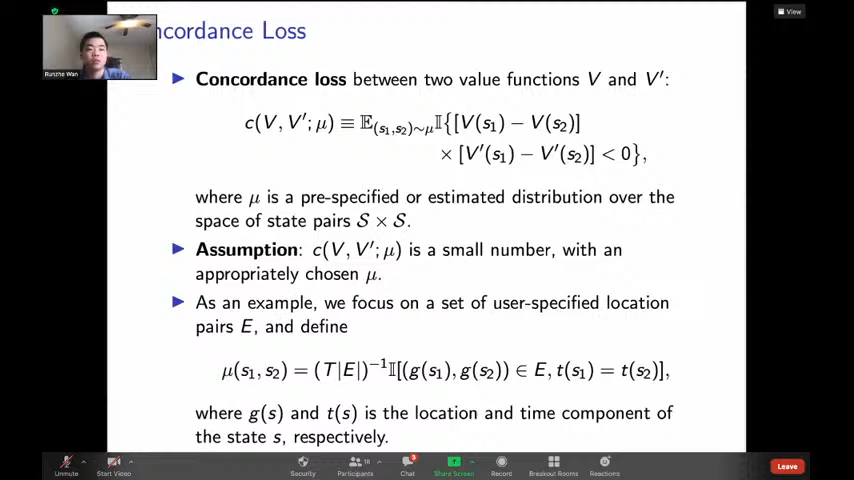 View
ncordance Loss
Runzhe Wan
▶ Concordance loss between two value functions V and V′:
c(V, V′; μ) ≡ 𝔼₍s₁,s₂₎∼μ𝕀{[V(s₁) − V(s₂)]
× [V′(s₁) − V′(s₂)] < 0},
where μ is a pre-specified or estimated distribution over the
space of state pairs 𝒮 × 𝒮.
▶ Assumption: c(V, V′; μ) is a small number, with an
appropriately chosen μ.
▶ As an example, we focus on a set of user-specified location
pairs E, and define
μ(s₁, s₂) = (T|E|)⁻¹𝕀[(g(s₁), g(s₂)) ∈ E, t(s₁) = t(s₂)],
where g(s) and t(s) is the location and time component of
the state s, respectively.
Unmute Start Video Security Participants 18 Chat 3 Share Screen Record Breakout Rooms Reactions Leave